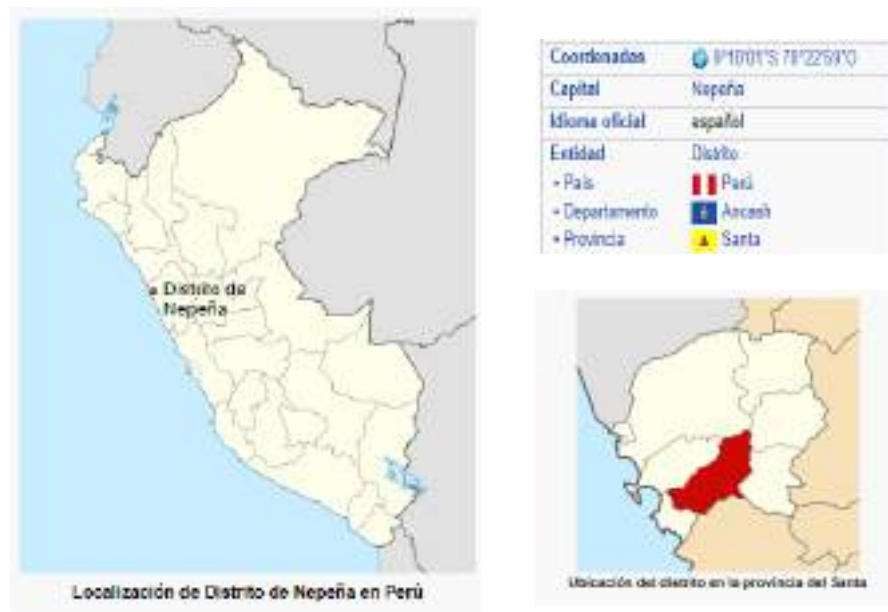 Distrito de
Nepeña
Localización de Distrito de Nepeña en Perú
Coordenadas
Capital Nepeña
Idioma oficial español
Entidad Distrito
• País Perú
• Departamento Ancash
• Provincia Santa
Ubicación del distrito en la provincia del Santa